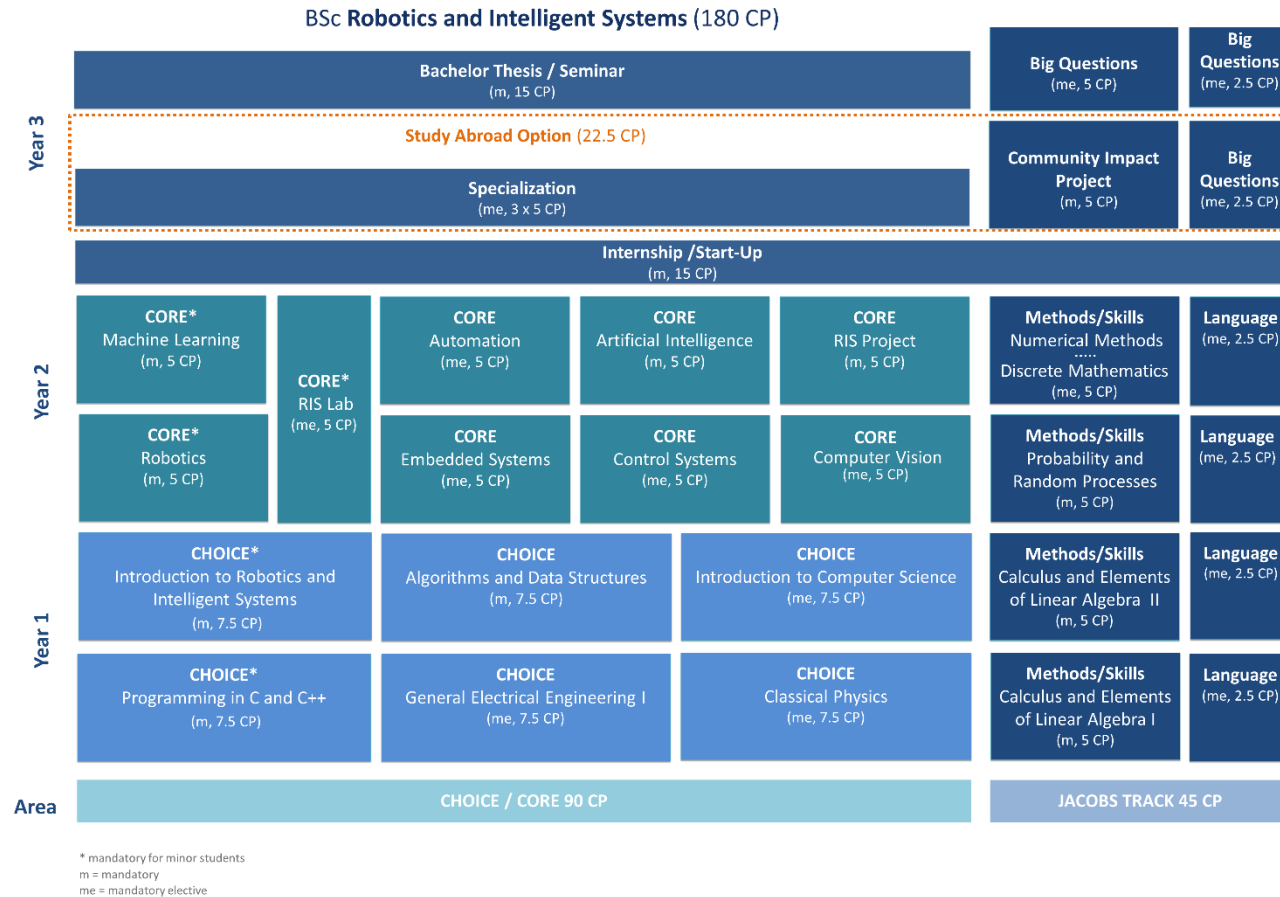 BSc Robotics and Intelligent Systems (180 CP)
Year 3
Bachelor Thesis / Seminar
(m, 15 CP)
Big Questions
(me, 5 CP)
Big
Questions
(me, 2.5 CP)
Study Abroad Option (22.5 CP)
Specialization
(me, 3 x 5 CP)
Community Impact
Project
(m, 5 CP)
Big
Questions
(me, 2.5 CP)
Internship /Start-Up
(m, 15 CP)
Year 2
CORE*
Machine Learning
(m, 5 CP)
CORE*
RIS Lab
(me, 5 CP)
CORE
Automation
(me, 5 CP)
CORE
Artificial Intelligence
(m, 5 CP)
CORE
RIS Project
(m, 5 CP)
Methods/Skills
Numerical Methods
.....
Discrete Mathematics
(me, 5 CP)
Language
(me, 2.5 CP)
CORE*
Robotics
(m, 5 CP)
CORE
Embedded Systems
(me, 5 CP)
CORE
Control Systems
(me, 5 CP)
CORE
Computer Vision
(me, 5 CP)
Methods/Skills
Probability and
Random Processes
(m, 5 CP)
Language
(me, 2.5 CP)
Year 1
CHOICE*
Introduction to Robotics and
Intelligent Systems
(m, 7.5 CP)
CHOICE
Algorithms and Data Structures
(m, 7.5 CP)
CHOICE
Introduction to Computer Science
(me, 7.5 CP)
Methods/Skills
Calculus and Elements
of Linear Algebra II
(m, 5 CP)
Language
(me, 2.5 CP)
CHOICE*
Programming in C and C++
(m, 7.5 CP)
CHOICE
General Electrical Engineering I
(me, 7.5 CP)
CHOICE
Classical Physics
(me, 7.5 CP)
Methods/Skills
Calculus and Elements
of Linear Algebra I
(m, 5 CP)
Language
(me, 2.5 CP)
Area
CHOICE / CORE 90 CP
JACOBS TRACK 45 CP
* mandatory for minor students
m = mandatory
me = mandatory elective